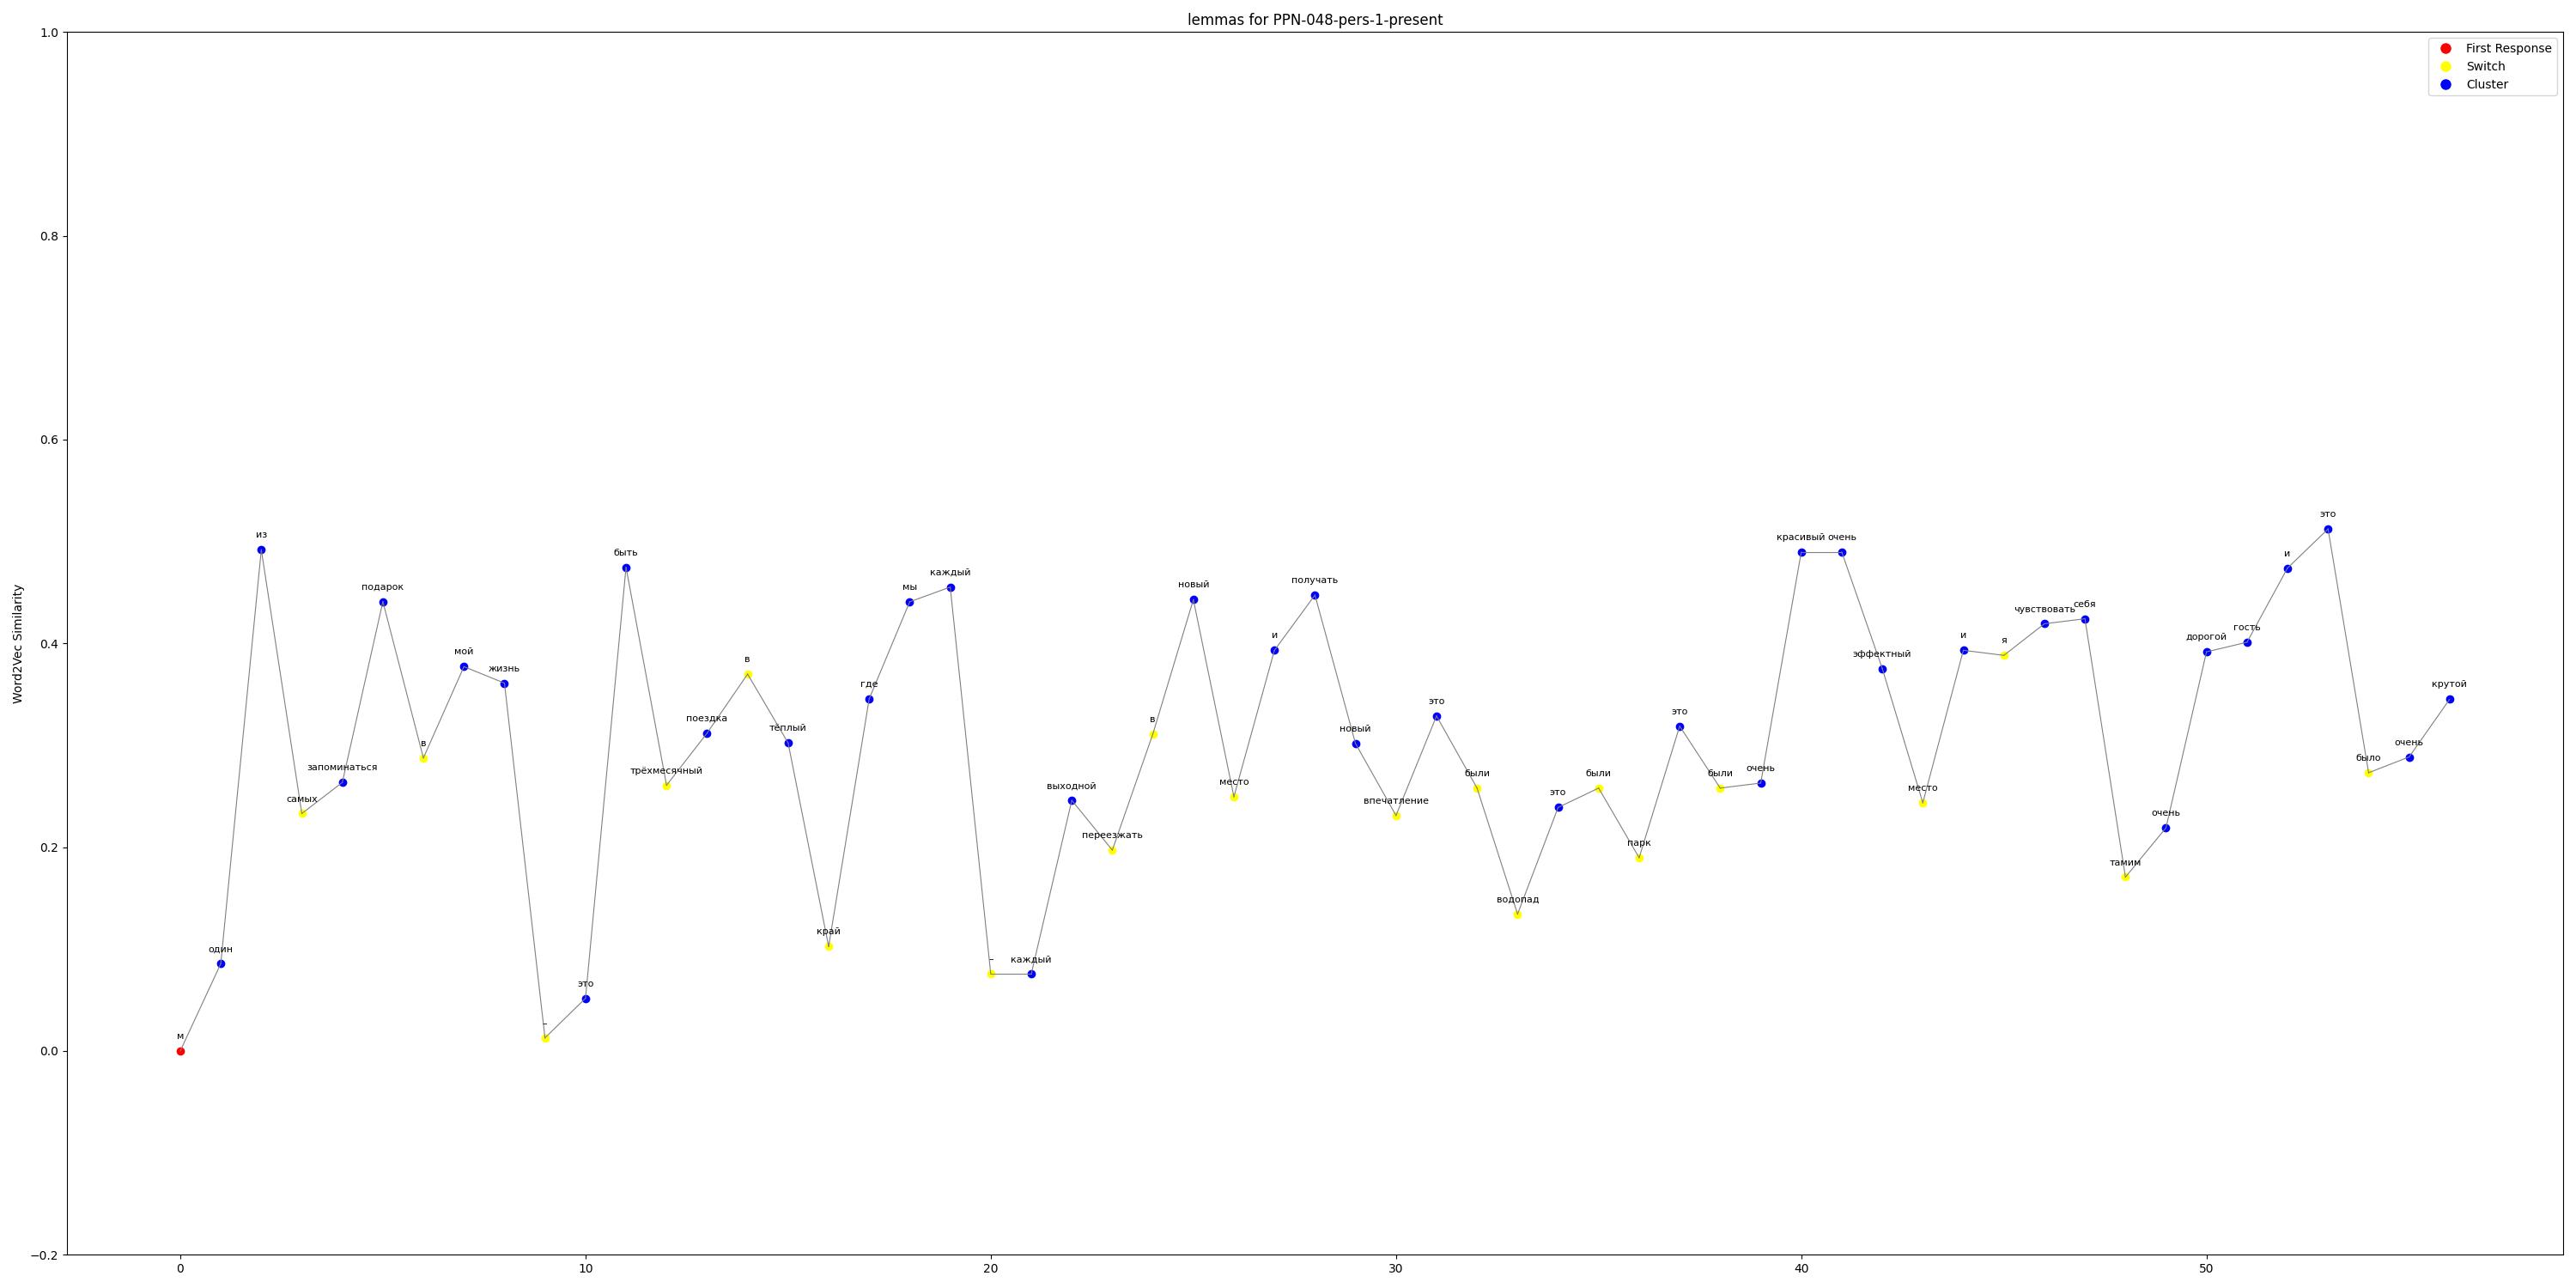 lemmas for PPN-048-pers-1-present
1.0
0.8
0.6
0.4
0.2
0.0
−0.2
Word2Vec Similarity
First Response
Switch
Cluster
м
один
из
самых
запоминаться
подарок
в
мой
жизнь
–
это
быть
трёхмесячный
поездка
в
тёплый
край
где
мы
каждый
–
каждый
выходной
переезжать
в
новый
место
и
получать
новый
впечатление
это
были
водопад
это
были
парк
это
были
очень
красивый
очень
эффектный
место
и
я
чувствовать
себя
тамим
очень
дорогой
гость
и
это
было
очень
крутой
0
10
20
30
40
50